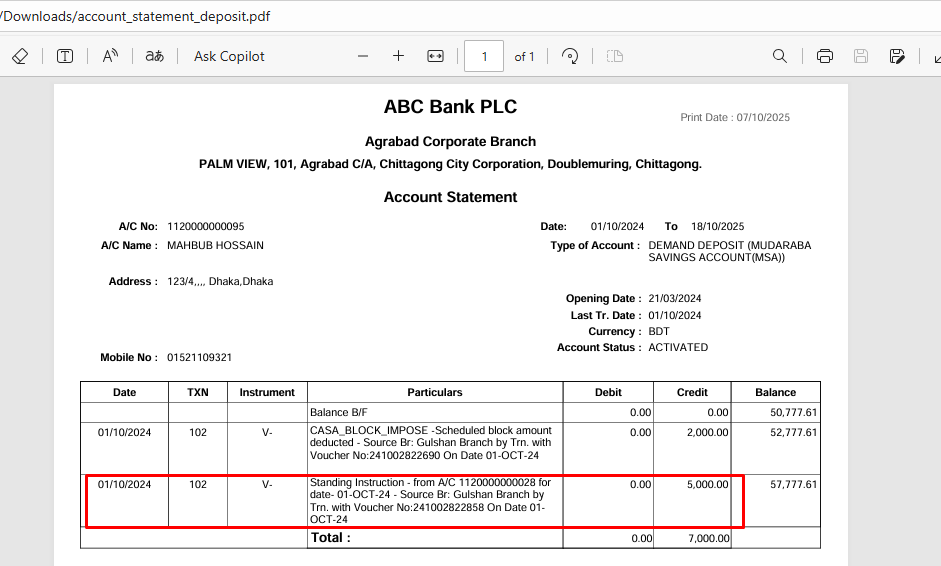 /Downloads/account_statement_deposit.pdf
Ask Copilot
1
of 1
ABC Bank PLC
Print Date : 07/10/2025
Agrabad Corporate Branch
PALM VIEW, 101, Agrabad C/A, Chittagong City Corporation, Doublemuring, Chittagong.
Account Statement
A/C No: 1120000000095
Date: 01/10/2024 To 18/10/2025
A/C Name : MAHBUB HOSSAIN
Type of Account : DEMAND DEPOSIT (MUDARABA
SAVINGS ACCOUNT(MSA))
Address : 123/4,,,, Dhaka,Dhaka
Opening Date : 21/03/2024
Last Tr. Date : 01/10/2024
Currency : BDT
Account Status : ACTIVATED
Mobile No : 01521109321
Date TXN Instrument Particulars Debit Credit Balance
Balance B/F 0.00 0.00 50,777.61
01/10/2024 102 V- CASA_BLOCK_IMPOSE -Scheduled block amount 0.00 2,000.00 52,777.61
deducted - Source Br: Gulshan Branch by Trn. with
Voucher No:241002822690 On Date 01-OCT-24
01/10/2024 102 V- Standing Instruction - from A/C 1120000000028 for 0.00 5,000.00 57,777.61
date- 01-OCT-24 - Source Br: Gulshan Branch by
Trn. with Voucher No:241002822858 On Date 01-
OCT-24
Total : 0.00 7,000.00